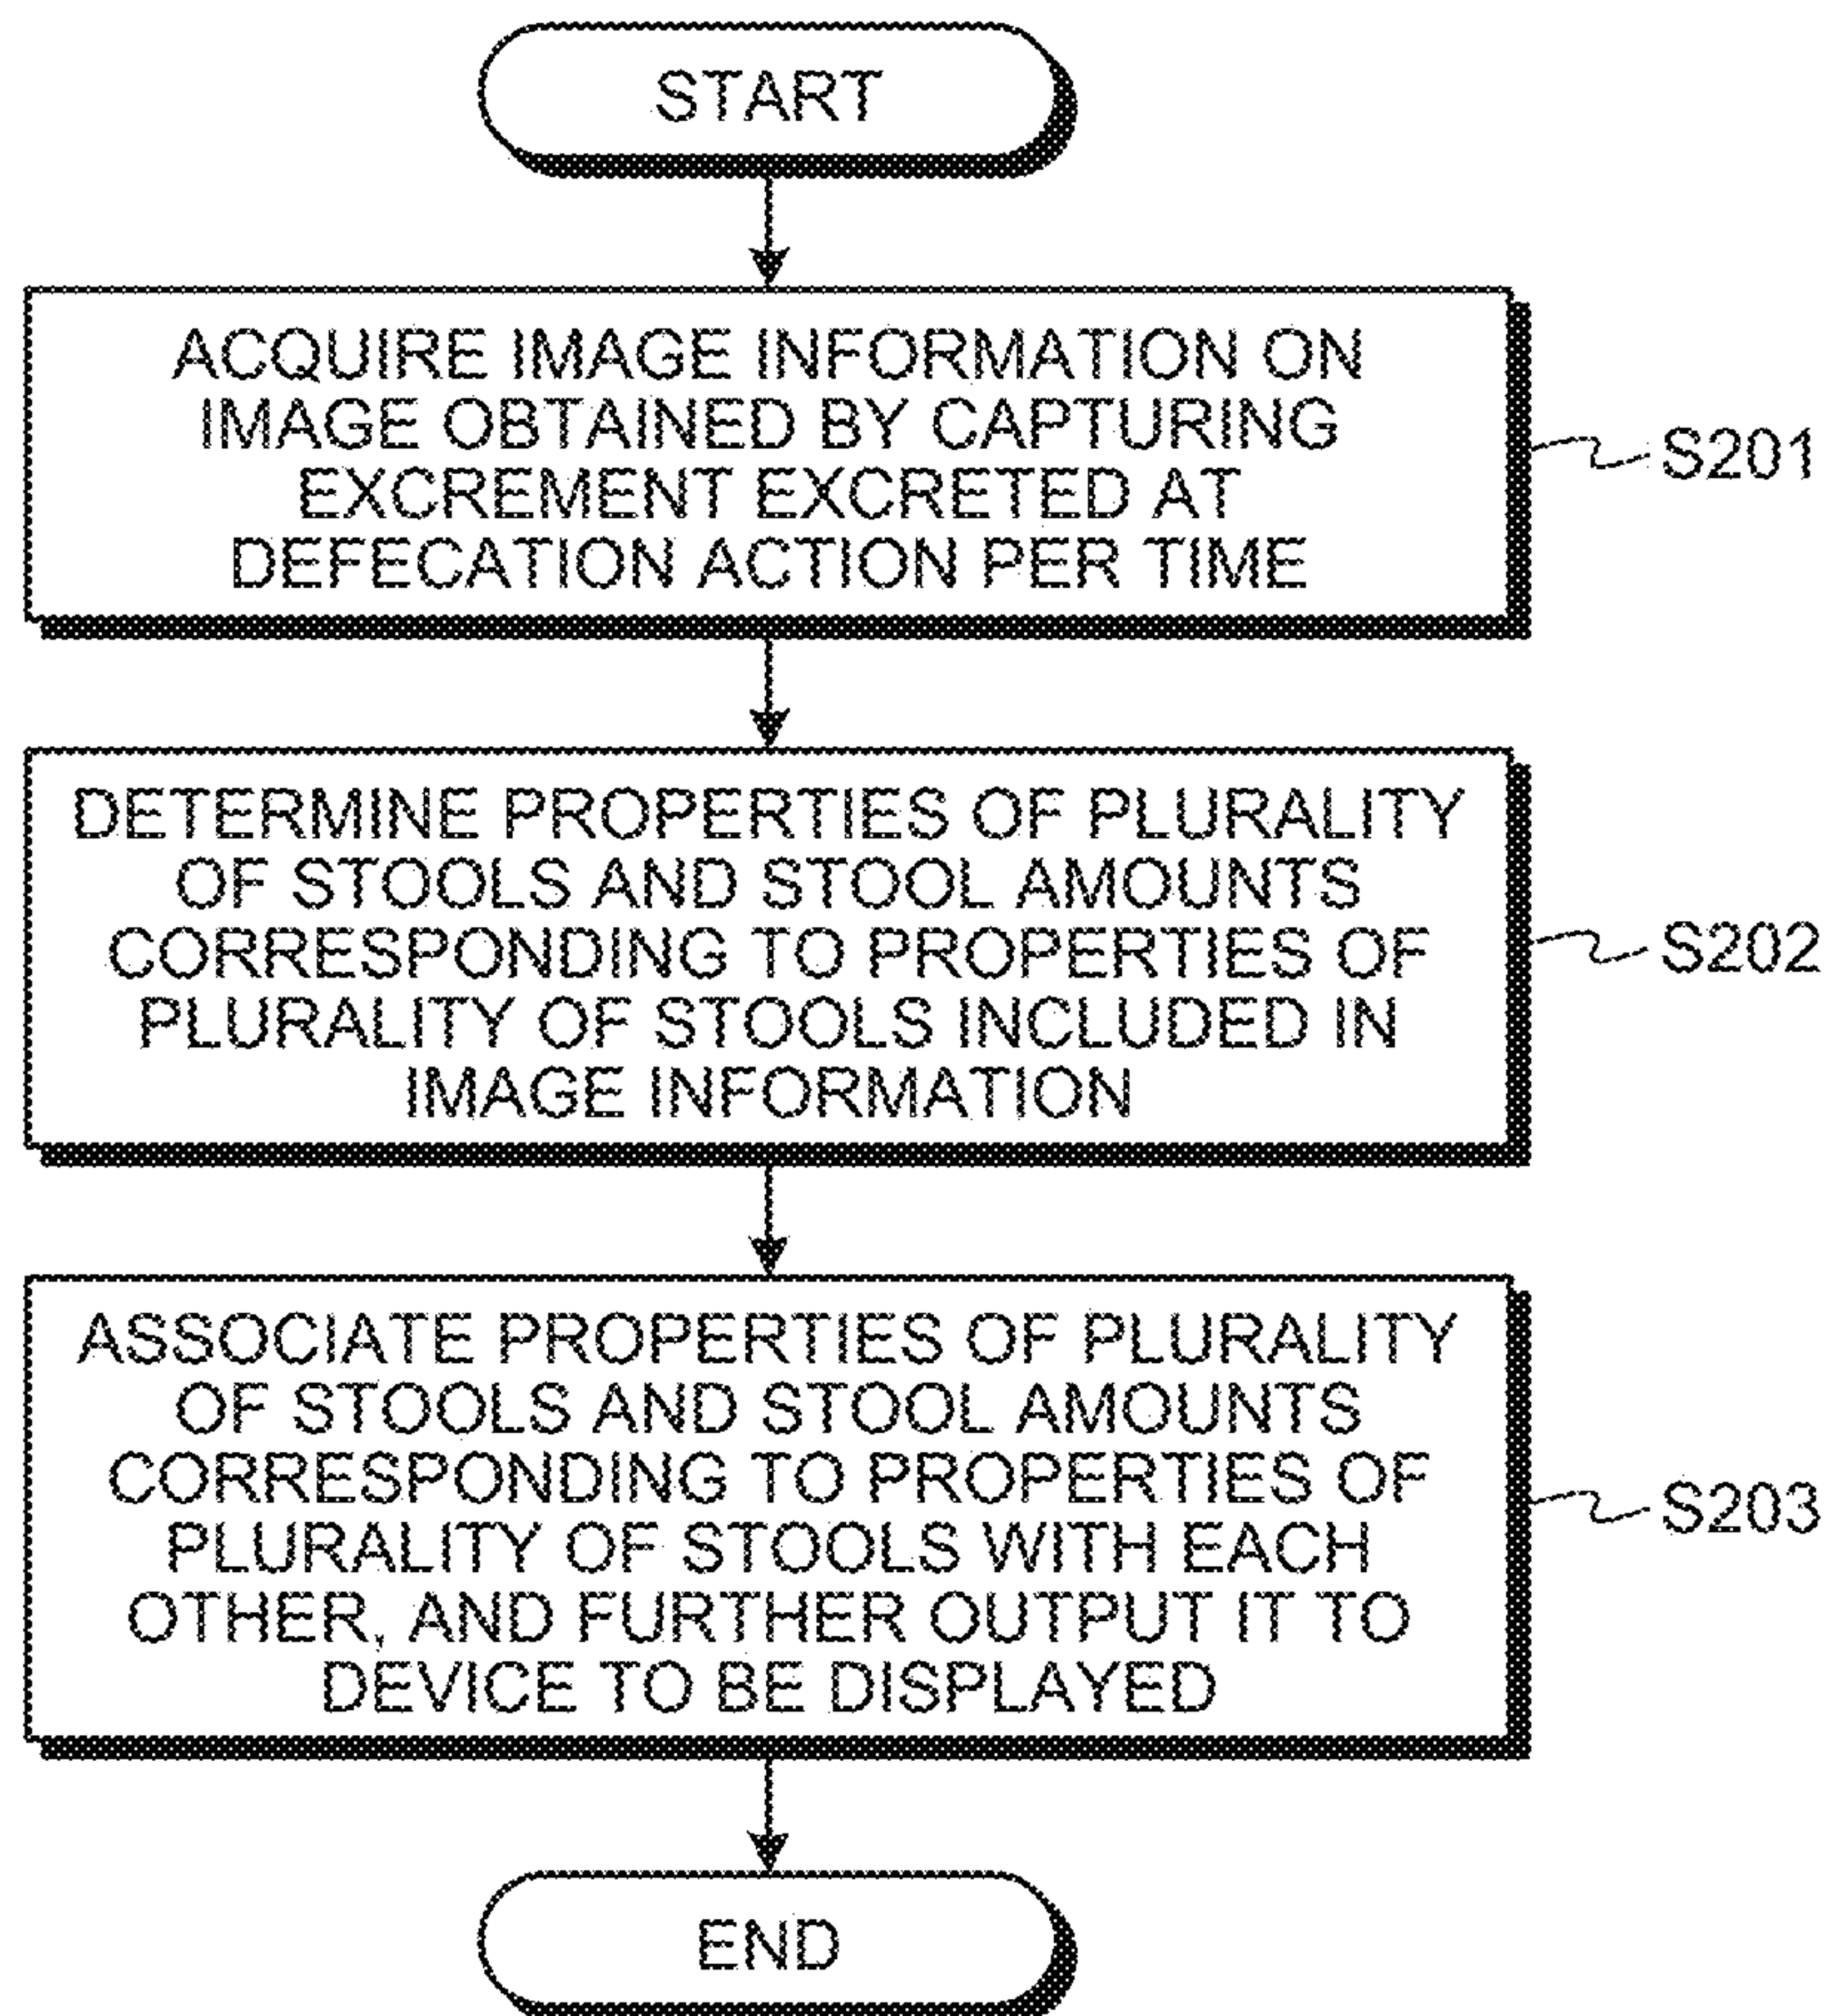 START
ACQUIRE IMAGE INFORMATION ON
IMAGE OBTAINED BY CAPTURING
EXCREMENT EXCRETED AT
DEFECATION ACTION PER TIME
S201
DETERMINE PROPERTIES OF PLURALITY
OF STOOLS AND STOOL AMOUNTS
CORRESPONDING TO PROPERTIES OF
PLURALITY OF STOOLS INCLUDED IN
IMAGE INFORMATION
S202
ASSOCIATE PROPERTIES OF PLURALITY
OF STOOLS AND STOOL AMOUNTS
CORRESPONDING TO PROPERTIES OF
PLURALITY OF STOOLS WITH EACH
OTHER, AND FURTHER OUTPUT IT TO
DEVICE TO BE DISPLAYED
S203
END